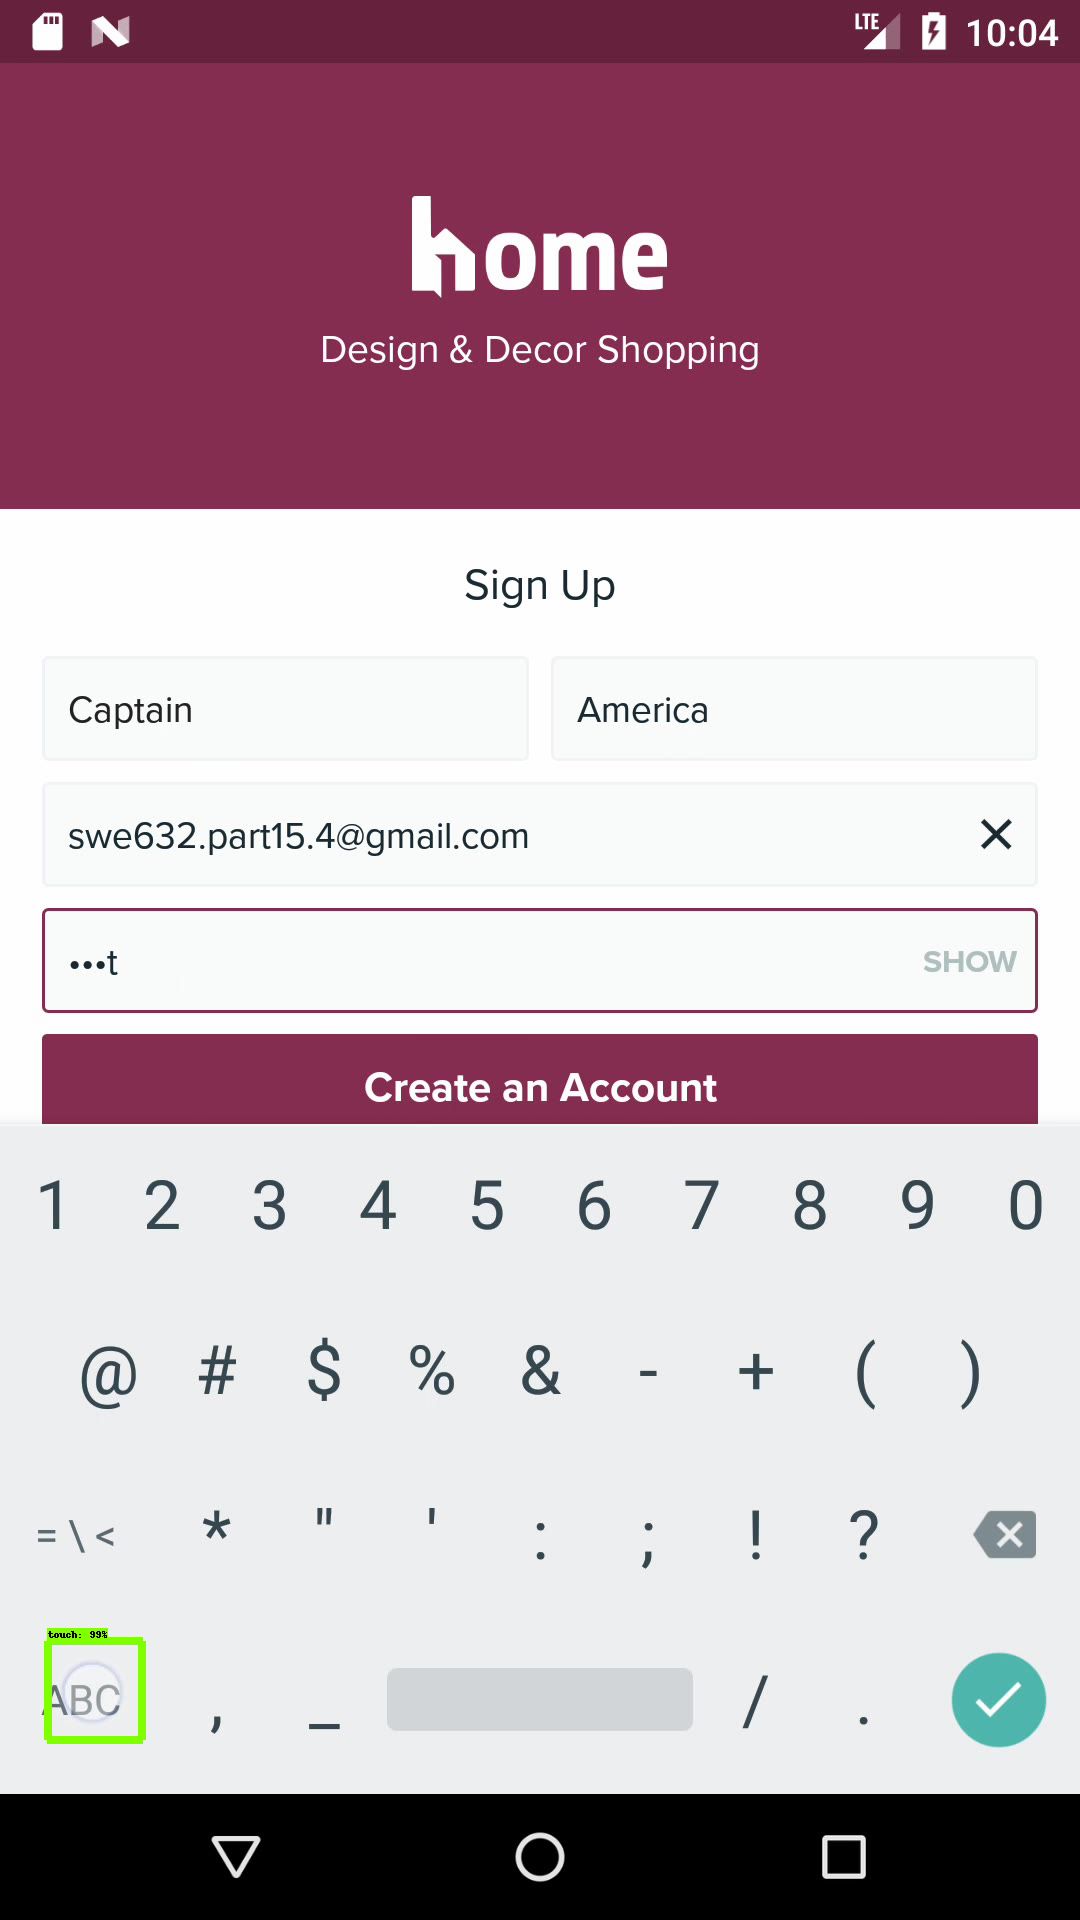 LTE 10:04
home
Design & Decor Shopping
Sign Up
Captain America
swe632.part15.4@gmail.com
•••t SHOW
Create an Account
1 2 3 4 5 6 7 8 9 0
@ # $ % & - + ( )
= \ < * " ' : ; ! ?
touch: 99%
ABC , _ / .